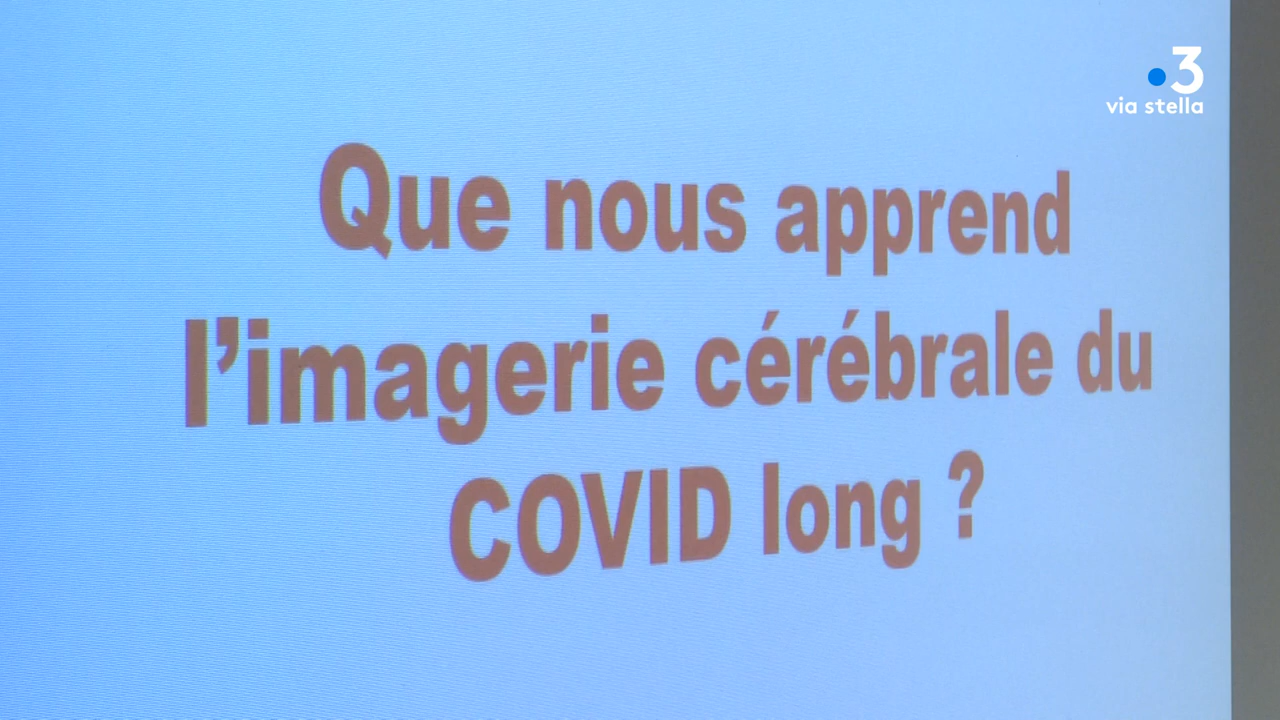 3
via stella
Que nous apprend
l’imagerie cérébrale du
COVID long ?